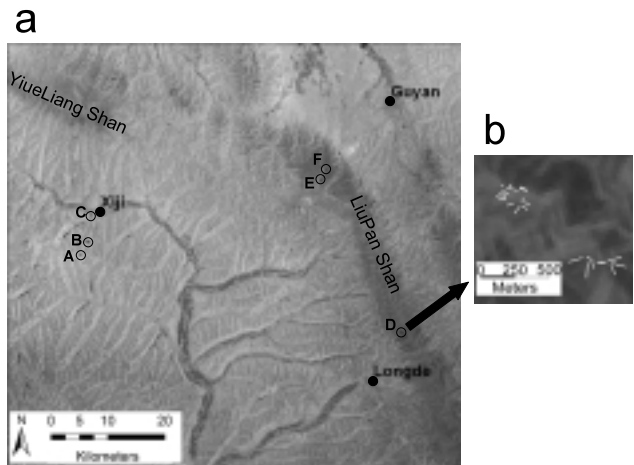 a
YiueLiang Shan
Guyan
b
F
E
Xiji
C
LiuPan Shan
B
A
0 250 500
Meters
D
Longde
N
0 5 10 20
Kilometers